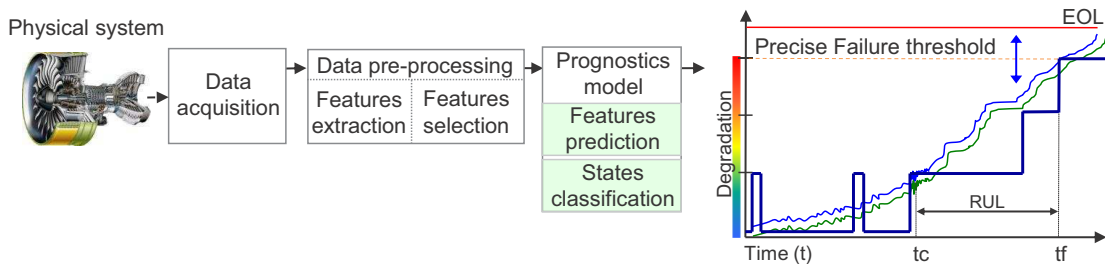 Physical system
Data
acquisition
Data pre-processing
Features
extraction
Features
selection
Prognostics
model
Features
prediction
States
classification
EOL
Precise Failure threshold
Degradation
RUL
Time (t)
tc
tf